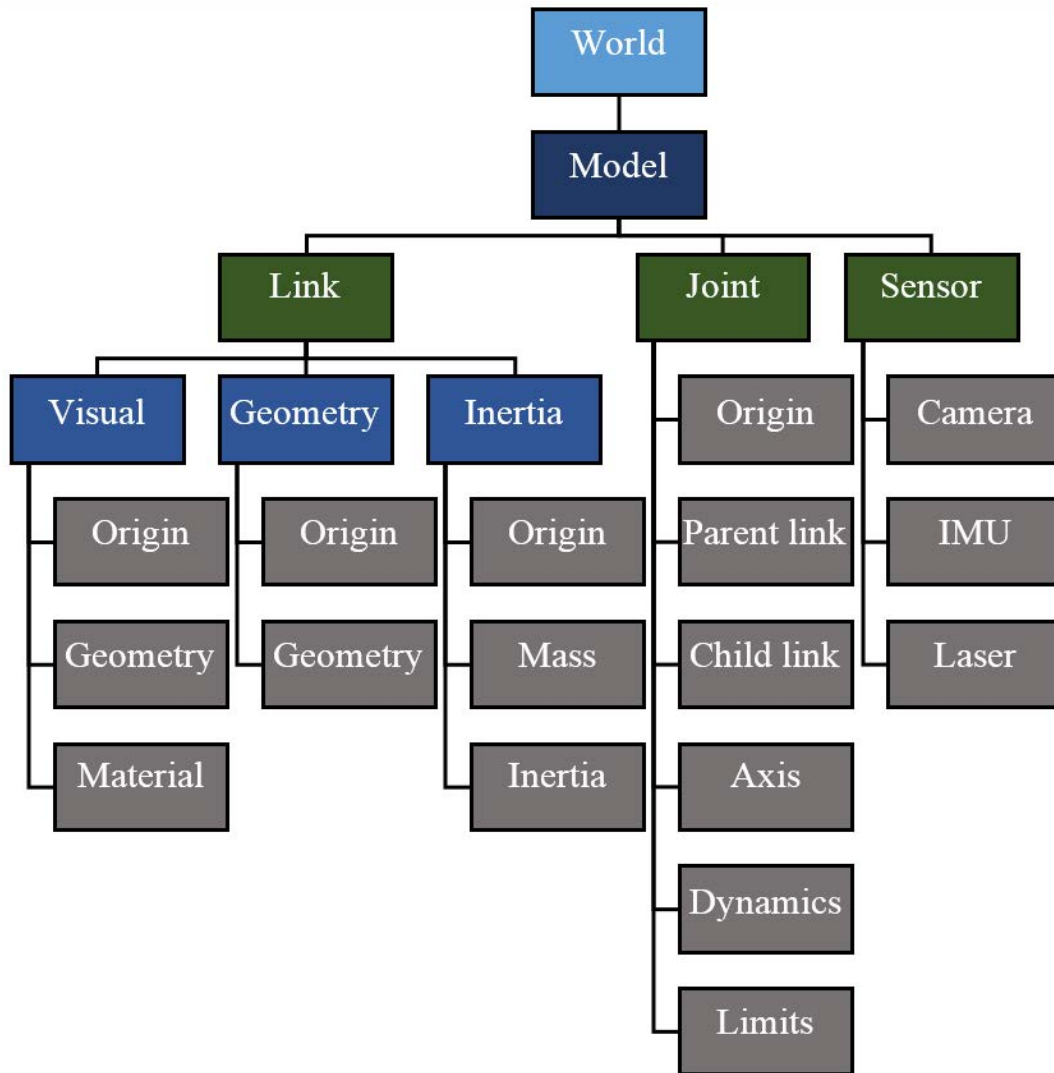 World
Model
Link
Joint
Sensor
Visual
Geometry
Inertia
Origin
Camera
Origin
Origin
Origin
Parent link
IMU
Geometry
Geometry
Mass
Child link
Laser
Material
Inertia
Axis
Dynamics
Limits